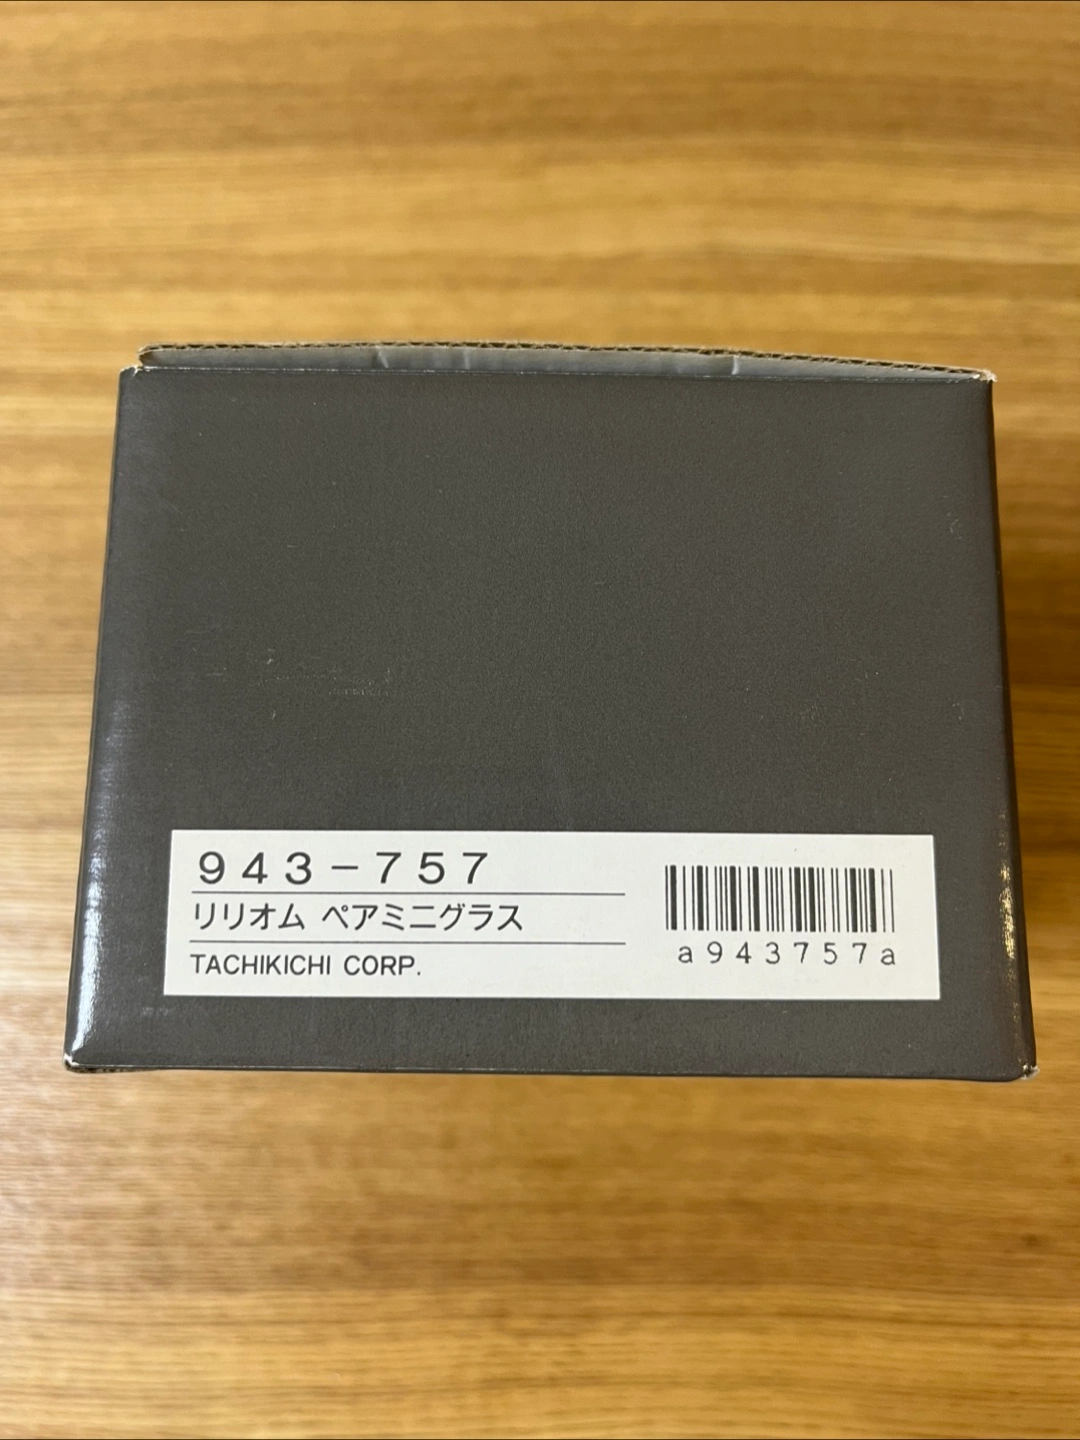 943-757
リリオム ペアミニグラス
TACHIKICHI CORP.
a943757a